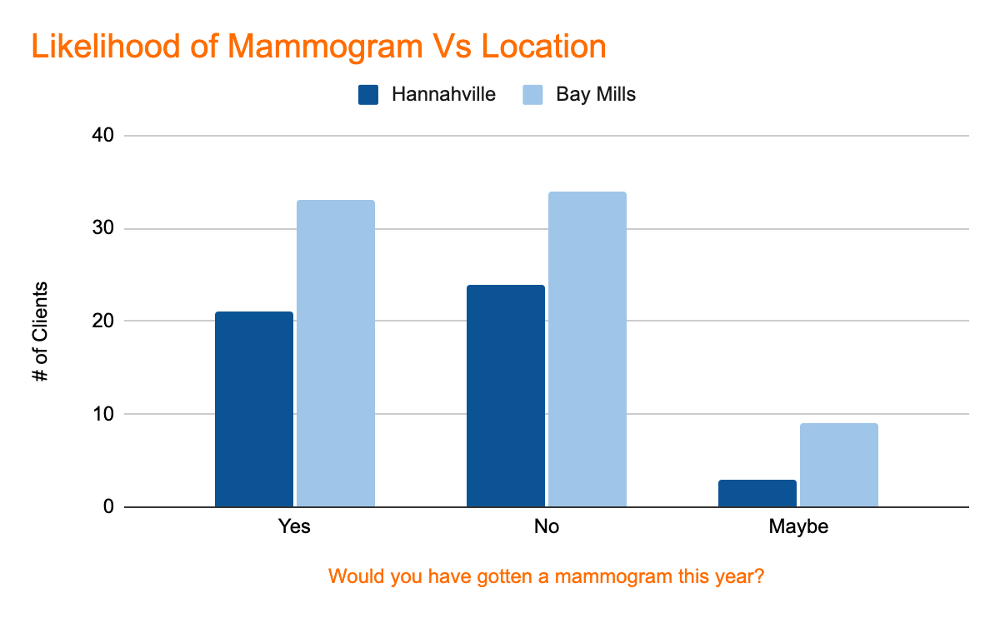 Likelihood of Mammogram Vs Location
Hannahville
Bay Mills
40
30
20
10
0
# of Clients
Yes
No
Maybe
Would you have gotten a mammogram this year?